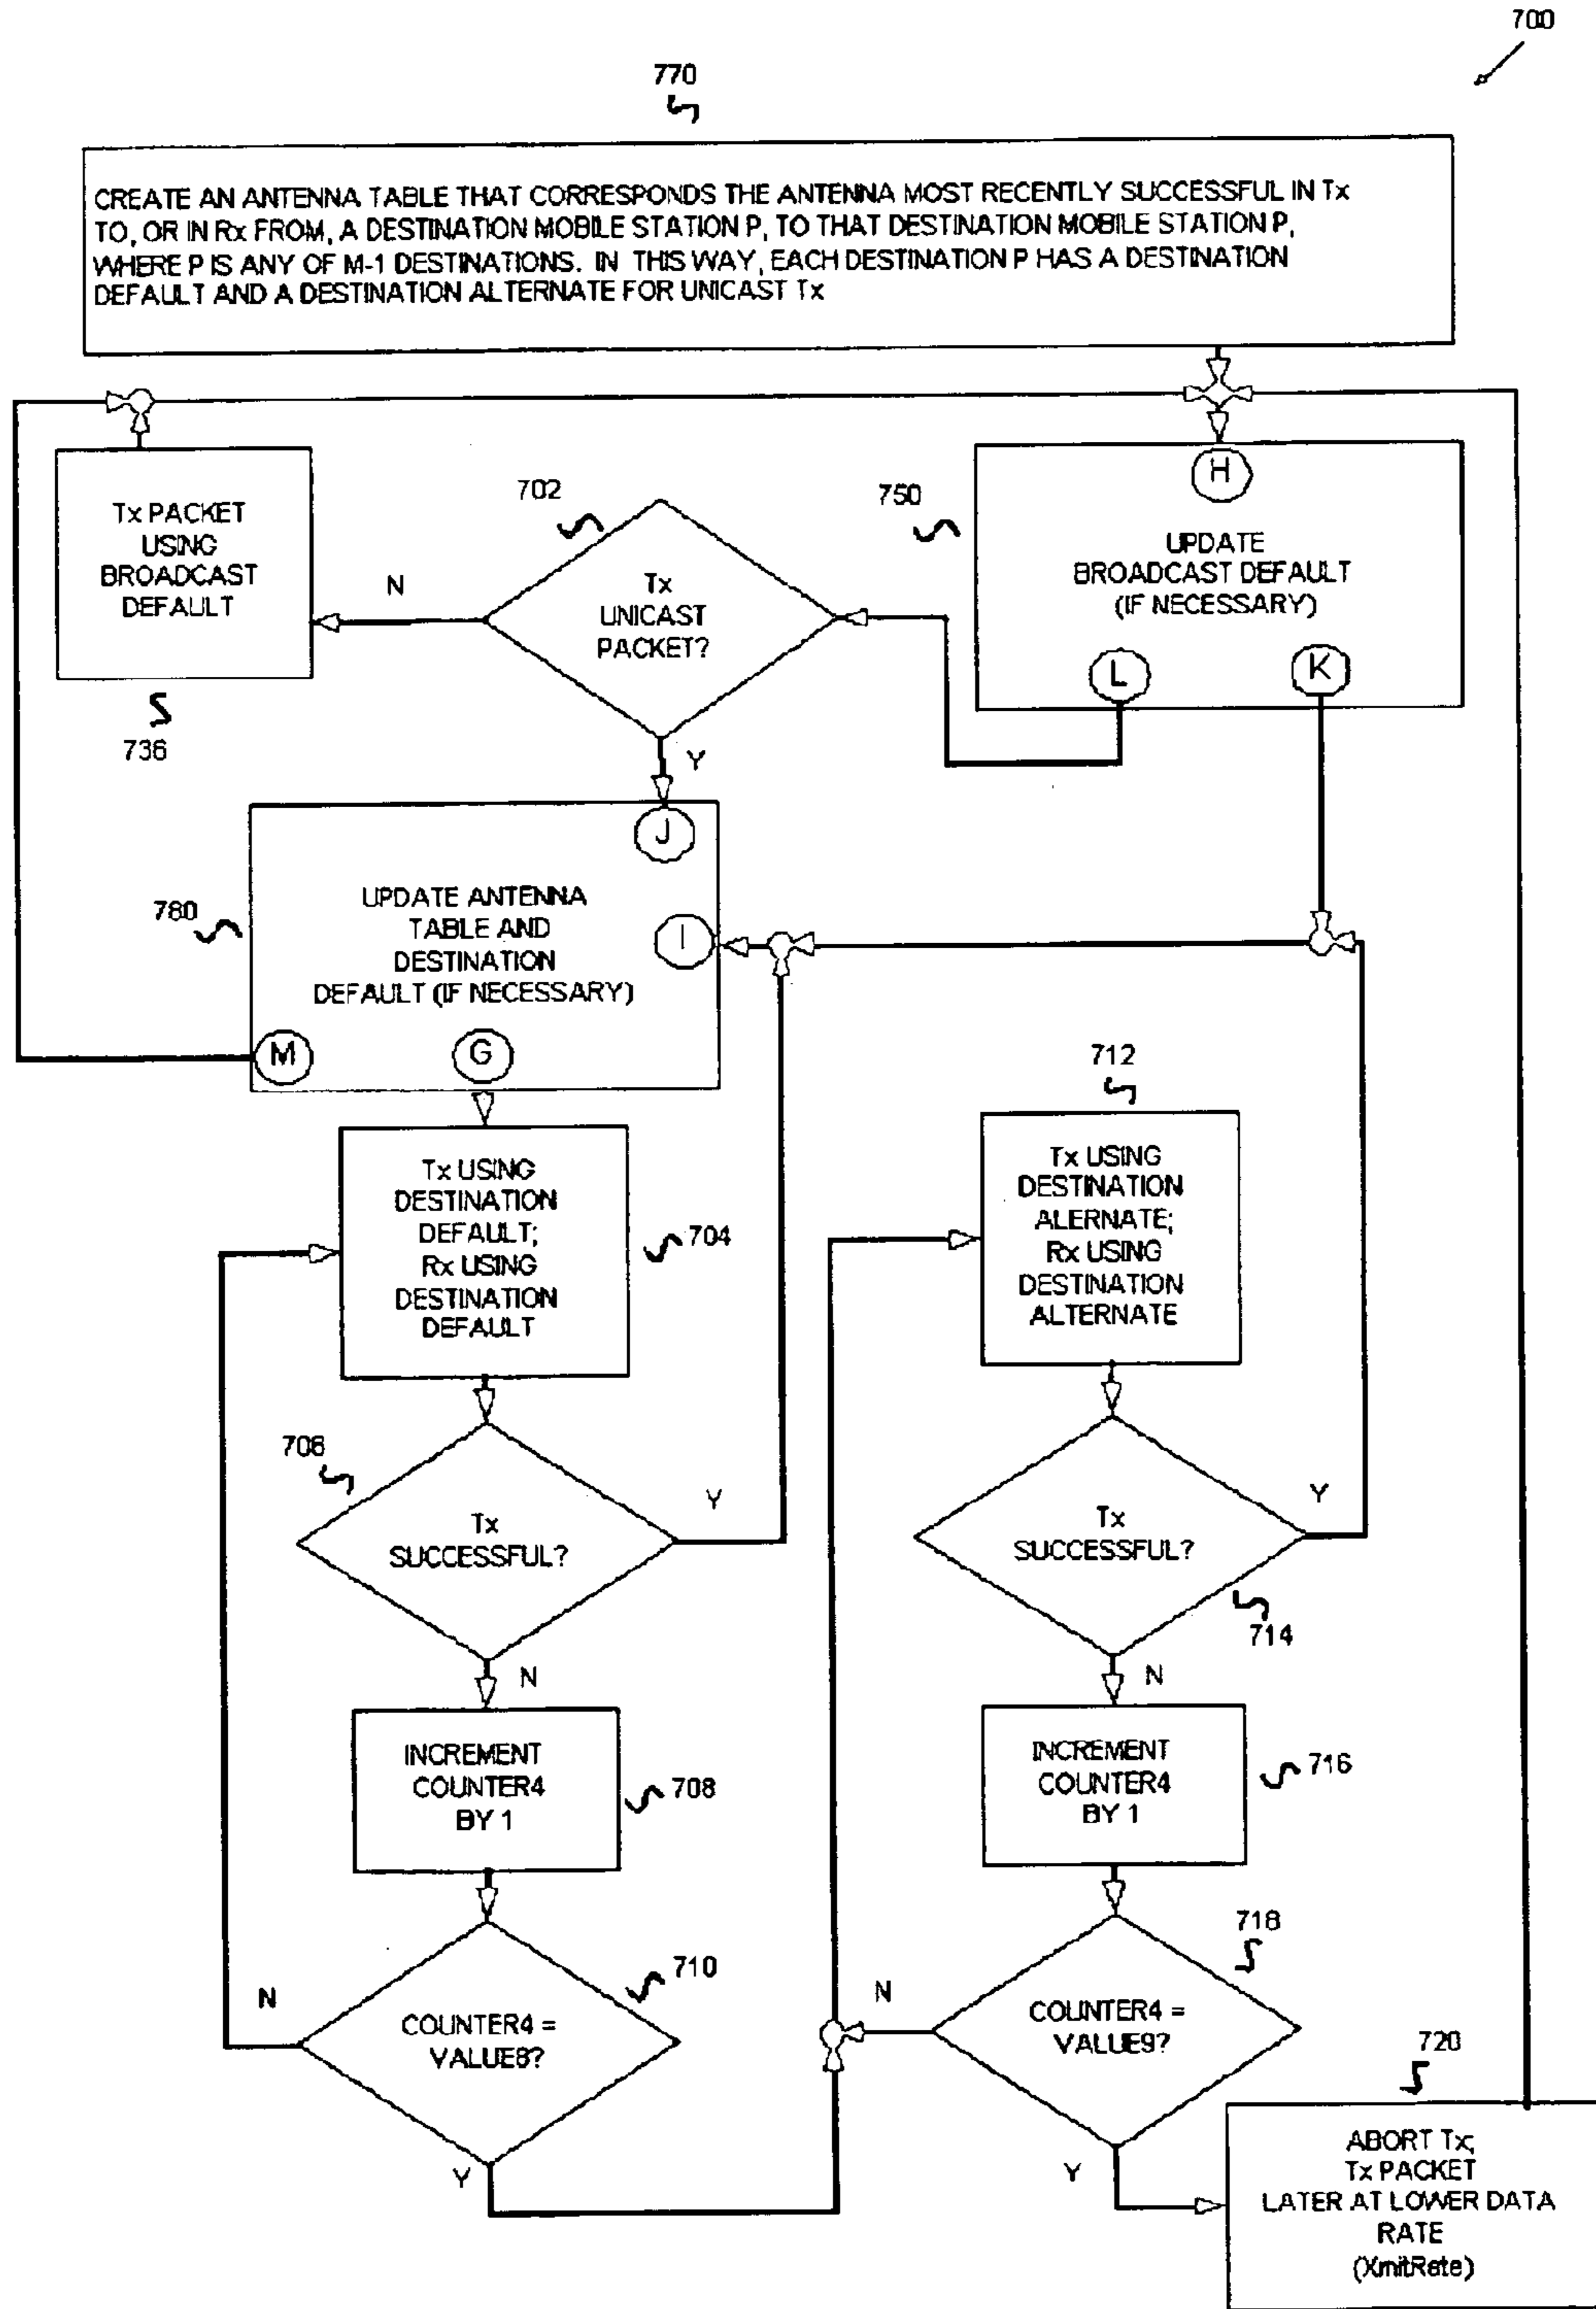 700
770
CREATE AN ANTENNA TABLE THAT CORRESPONDS THE ANTENNA MOST RECENTLY SUCCESSFUL IN Tx
TO, OR IN Rx FROM, A DESTINATION MOBILE STATION P, TO THAT DESTINATION MOBILE STATION P,
WHERE P IS ANY OF M-1 DESTINATIONS. IN THIS WAY, EACH DESTINATION P HAS A DESTINATION
DEFAULT AND A DESTINATION ALTERNATE FOR UNICAST Tx
Tx PACKET
USING
BROADCAST
DEFAULT
736
N
702
Tx
UNICAST
PACKET?
Y
750
H
UPDATE
BROADCAST DEFAULT
(IF NECESSARY)
L
K
780
J
UPDATE ANTENNA
TABLE AND
DESTINATION
DEFAULT (IF NECESSARY)
I
M
G
Tx USING
DESTINATION
DEFAULT;
Rx USING
DESTINATION
DEFAULT
704
706
Tx
SUCCESSFUL?
Y
N
INCREMENT
COUNTER4
BY 1
708
710
N
COUNTER4 =
VALUE8?
Y
712
Tx USING
DESTINATION
ALERNATE;
Rx USING
DESTINATION
ALTERNATE
Tx
SUCCESSFUL?
Y
714
N
INCREMENT
COUNTER4
BY 1
716
718
N
COUNTER4 =
VALUE9?
Y
720
ABORT Tx;
Tx PACKET
LATER AT LOWER DATA
RATE
(XmitRate)